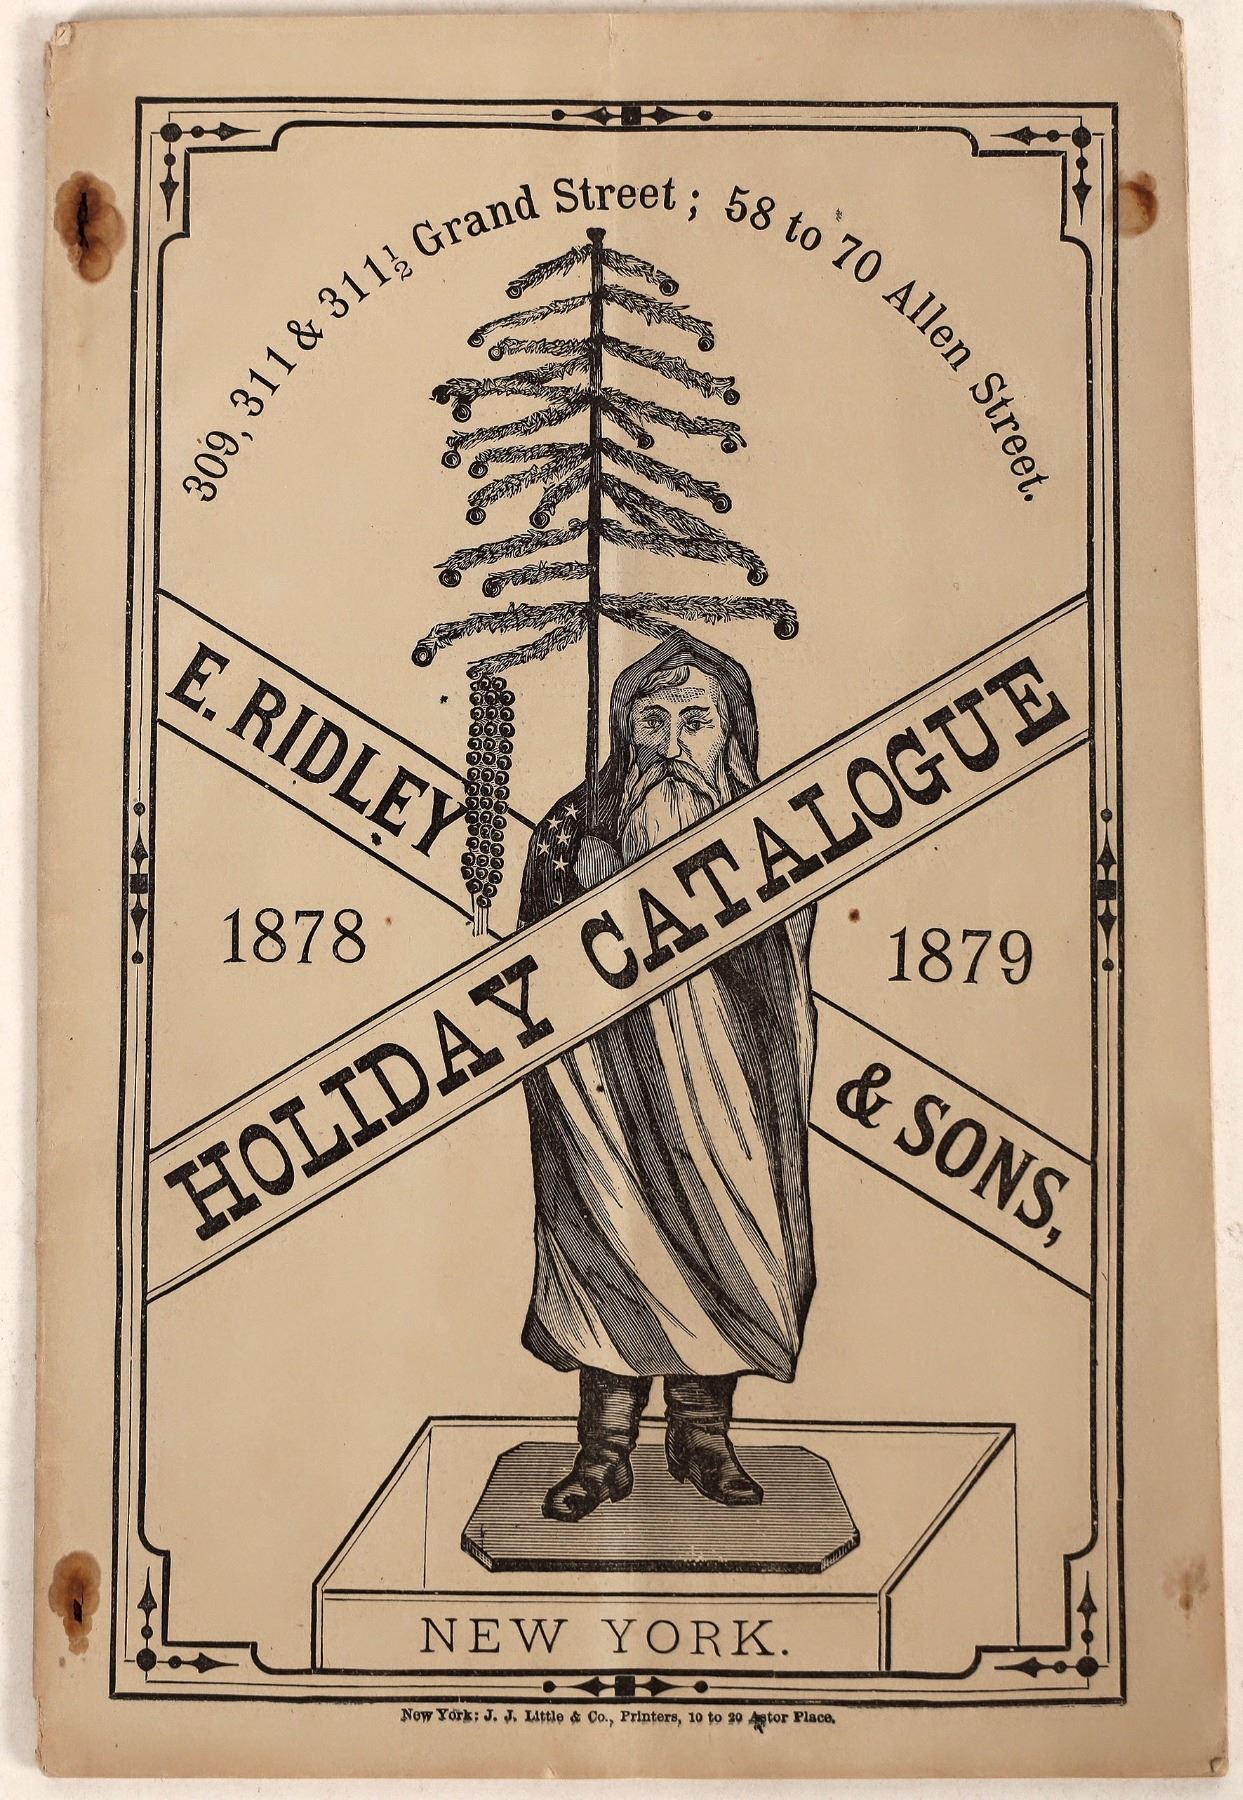 309, 311 & 311½ Grand Street; 58 to 70 Allen Street.
E. RIDLEY & SONS,
HOLIDAY CATALOGUE
1878
1879
NEW YORK.
New York: J. J. Little & Co., Printers, 10 to 20 Astor Place.